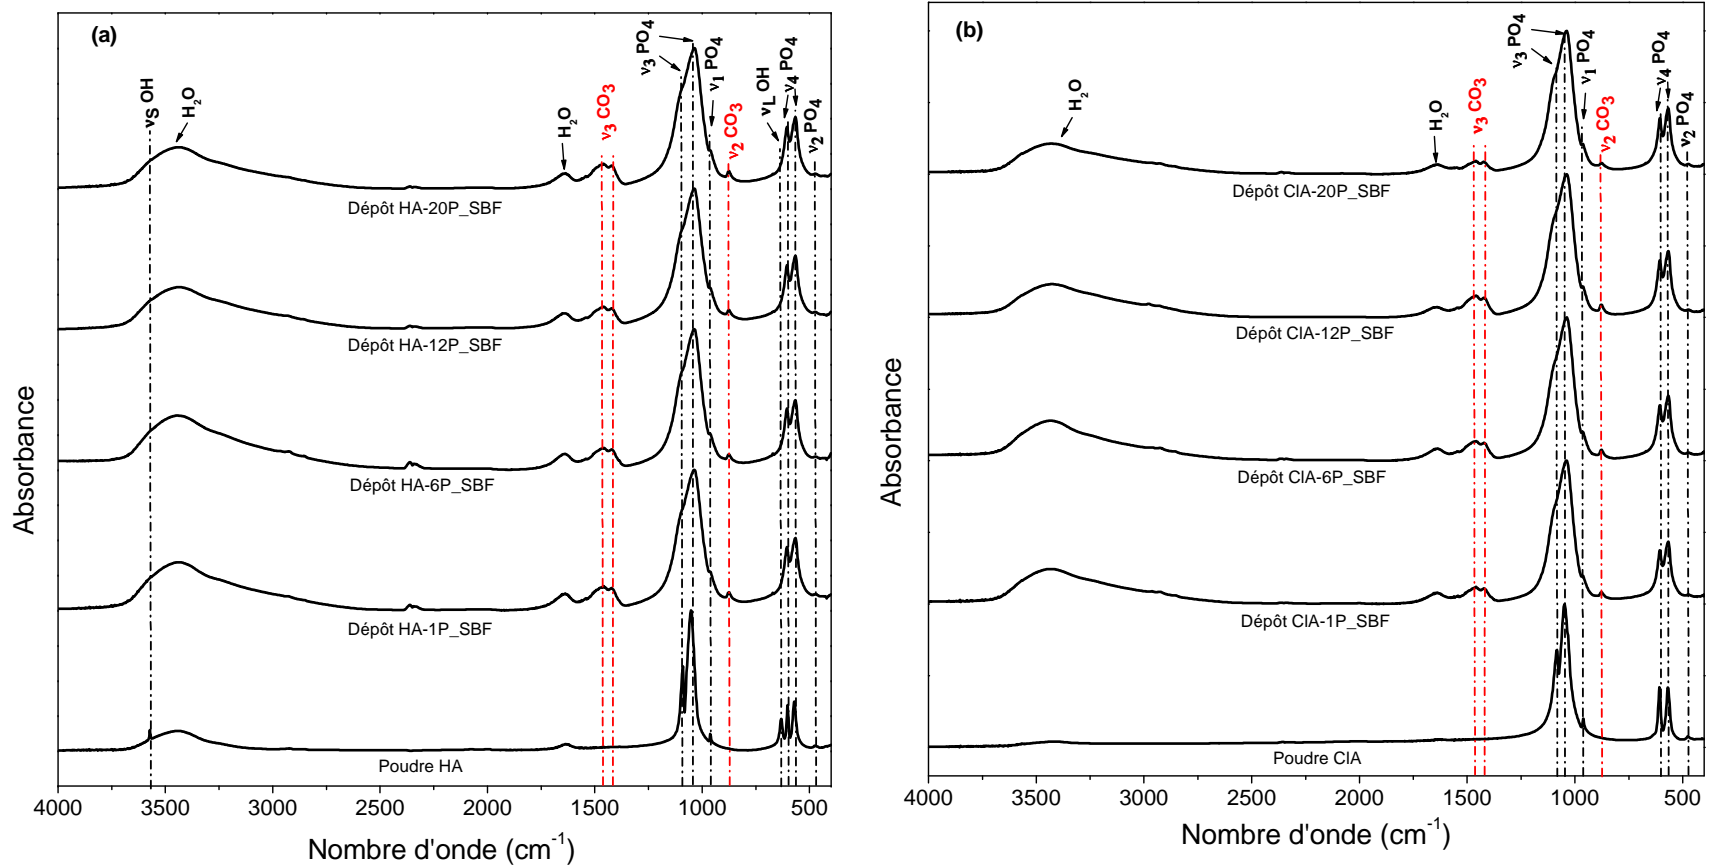 (a)
ν3 PO4
ν1 PO4
νS OH
H2O
H2O
ν3 CO3
ν2 CO3
νL OH
ν4 PO4
ν2 PO4
Dépôt HA-20P_SBF
Dépôt HA-12P_SBF
Dépôt HA-6P_SBF
Dépôt HA-1P_SBF
Poudre HA
Absorbance
4000 3500 3000 2500 2000 1500 1000 500
Nombre d'onde (cm-1)
(b)
ν3 PO4
ν1 PO4
H2O
H2O
ν3 CO3
ν2 CO3
ν4 PO4
ν2 PO4
Dépôt ClA-20P_SBF
Dépôt ClA-12P_SBF
Dépôt ClA-6P_SBF
Dépôt ClA-1P_SBF
Poudre ClA
Absorbance
4000 3500 3000 2500 2000 1500 1000 500
Nombre d'onde (cm-1)